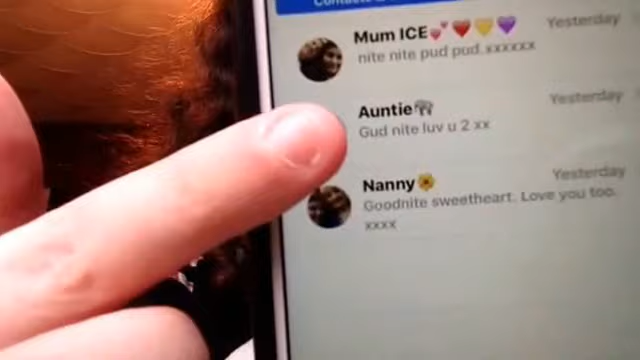 Mum ICE💕❤️💛💜 Yesterday
nite nite pud pud.xxxxxx
Auntie Yesterday
Gud nite luv u 2 xx
Nanny🌼 Yesterday
Goodnite sweetheart. Love you too.
xxxx